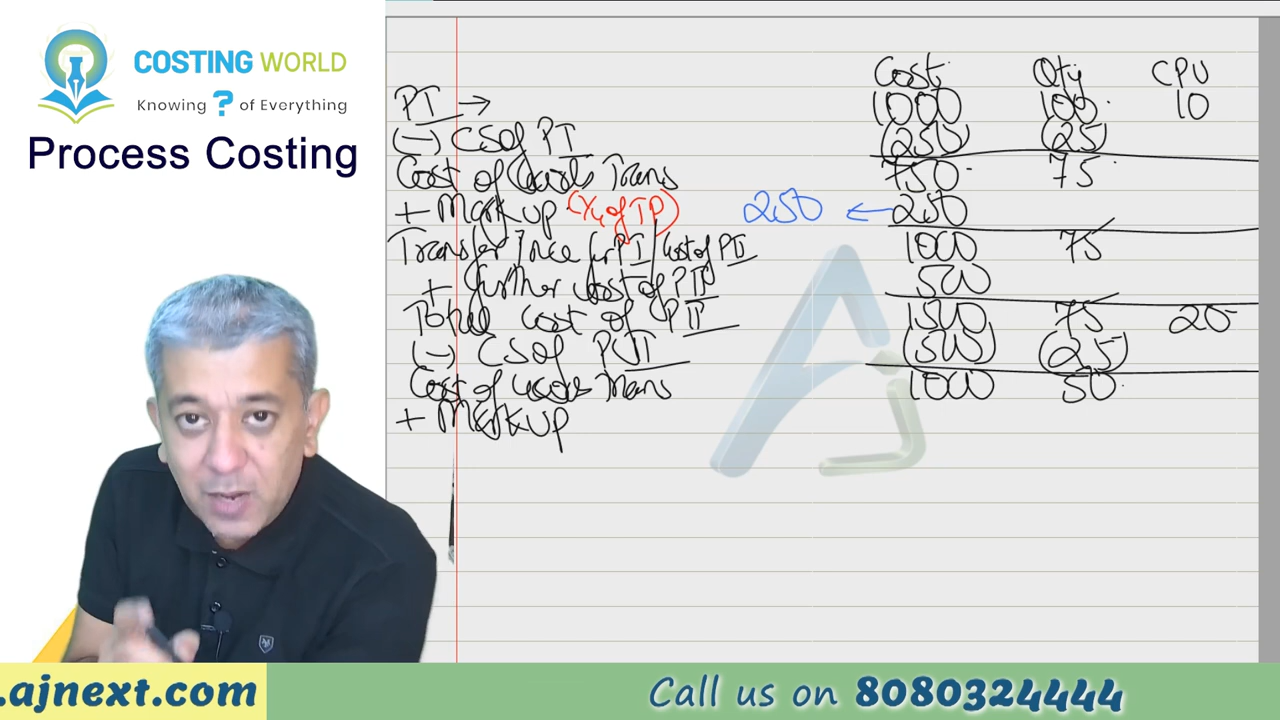 COSTING WORLD
Knowing ? of Everything
Process Costing
Cost Qty CPU
PI → 1000 100 10
(-) CS of PI (250) (25)
Cost of Goods Trans 750 75
+ Markup (1/4 of TP) 250 ← 250
Transfer Price for PI / Cost of PII 1000 75
+ further Cost of PII 500
Total Cost of PII 1500 75 20
(-) CS of PII (500) (25)
Cost of Goods Trans 1000 50
+ Markup
.ajnext.com
Call us on 8080324444